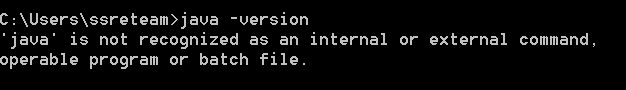 C:\Users\ssreteam>java -version
'java' is not recognized as an internal or external command,
operable program or batch file.